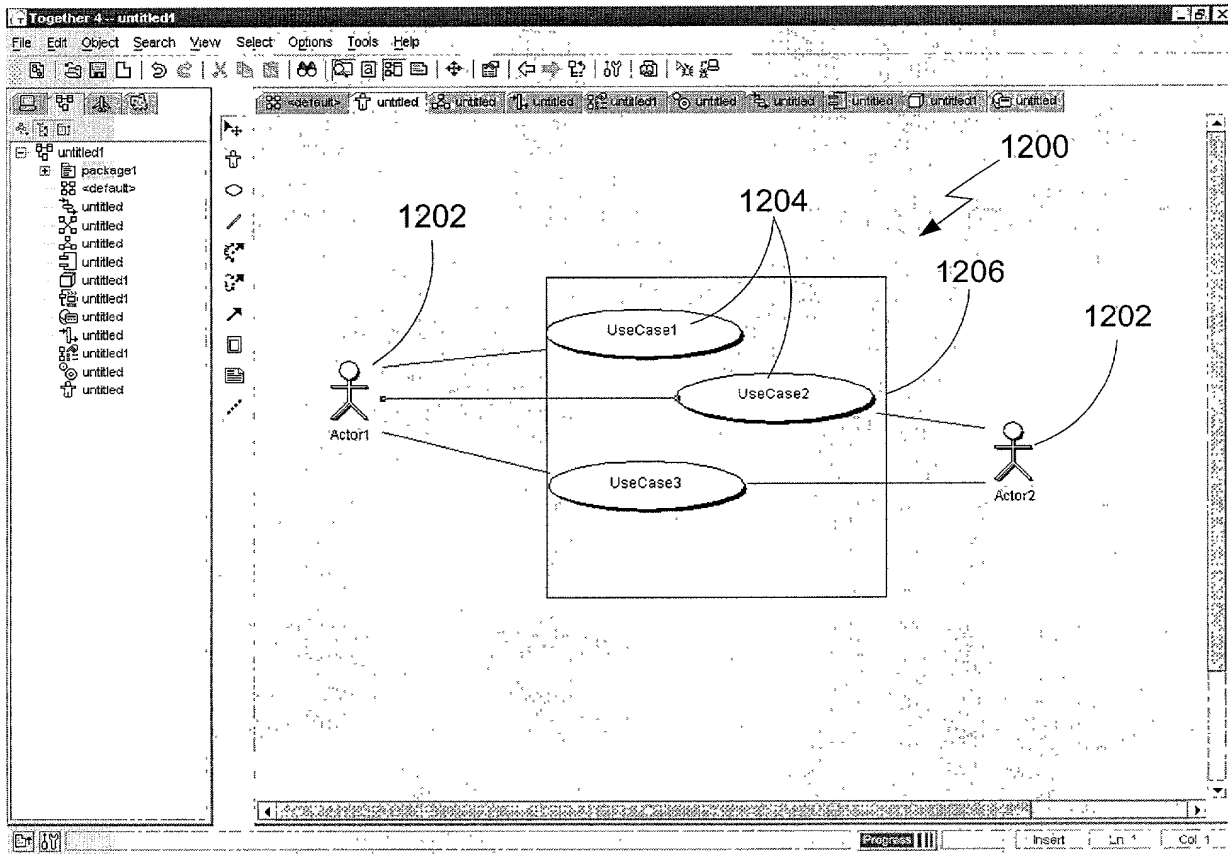 Together 4 -- untitled1
File Edit Object Search View Select Options Tools Help
<default> untitled untitled untitled untitled1 untitled untitled untitled untitled1 untitled
untitled1
package1
<default>
untitled
untitled
untitled
untitled
untitled1
untitled1
untitled
untitled
untitled1
untitled
untitled
1200
1202
1204
1206
1202
UseCase1
UseCase2
UseCase3
Actor1
Actor2
Progress
Insert Ln 1 Col 1